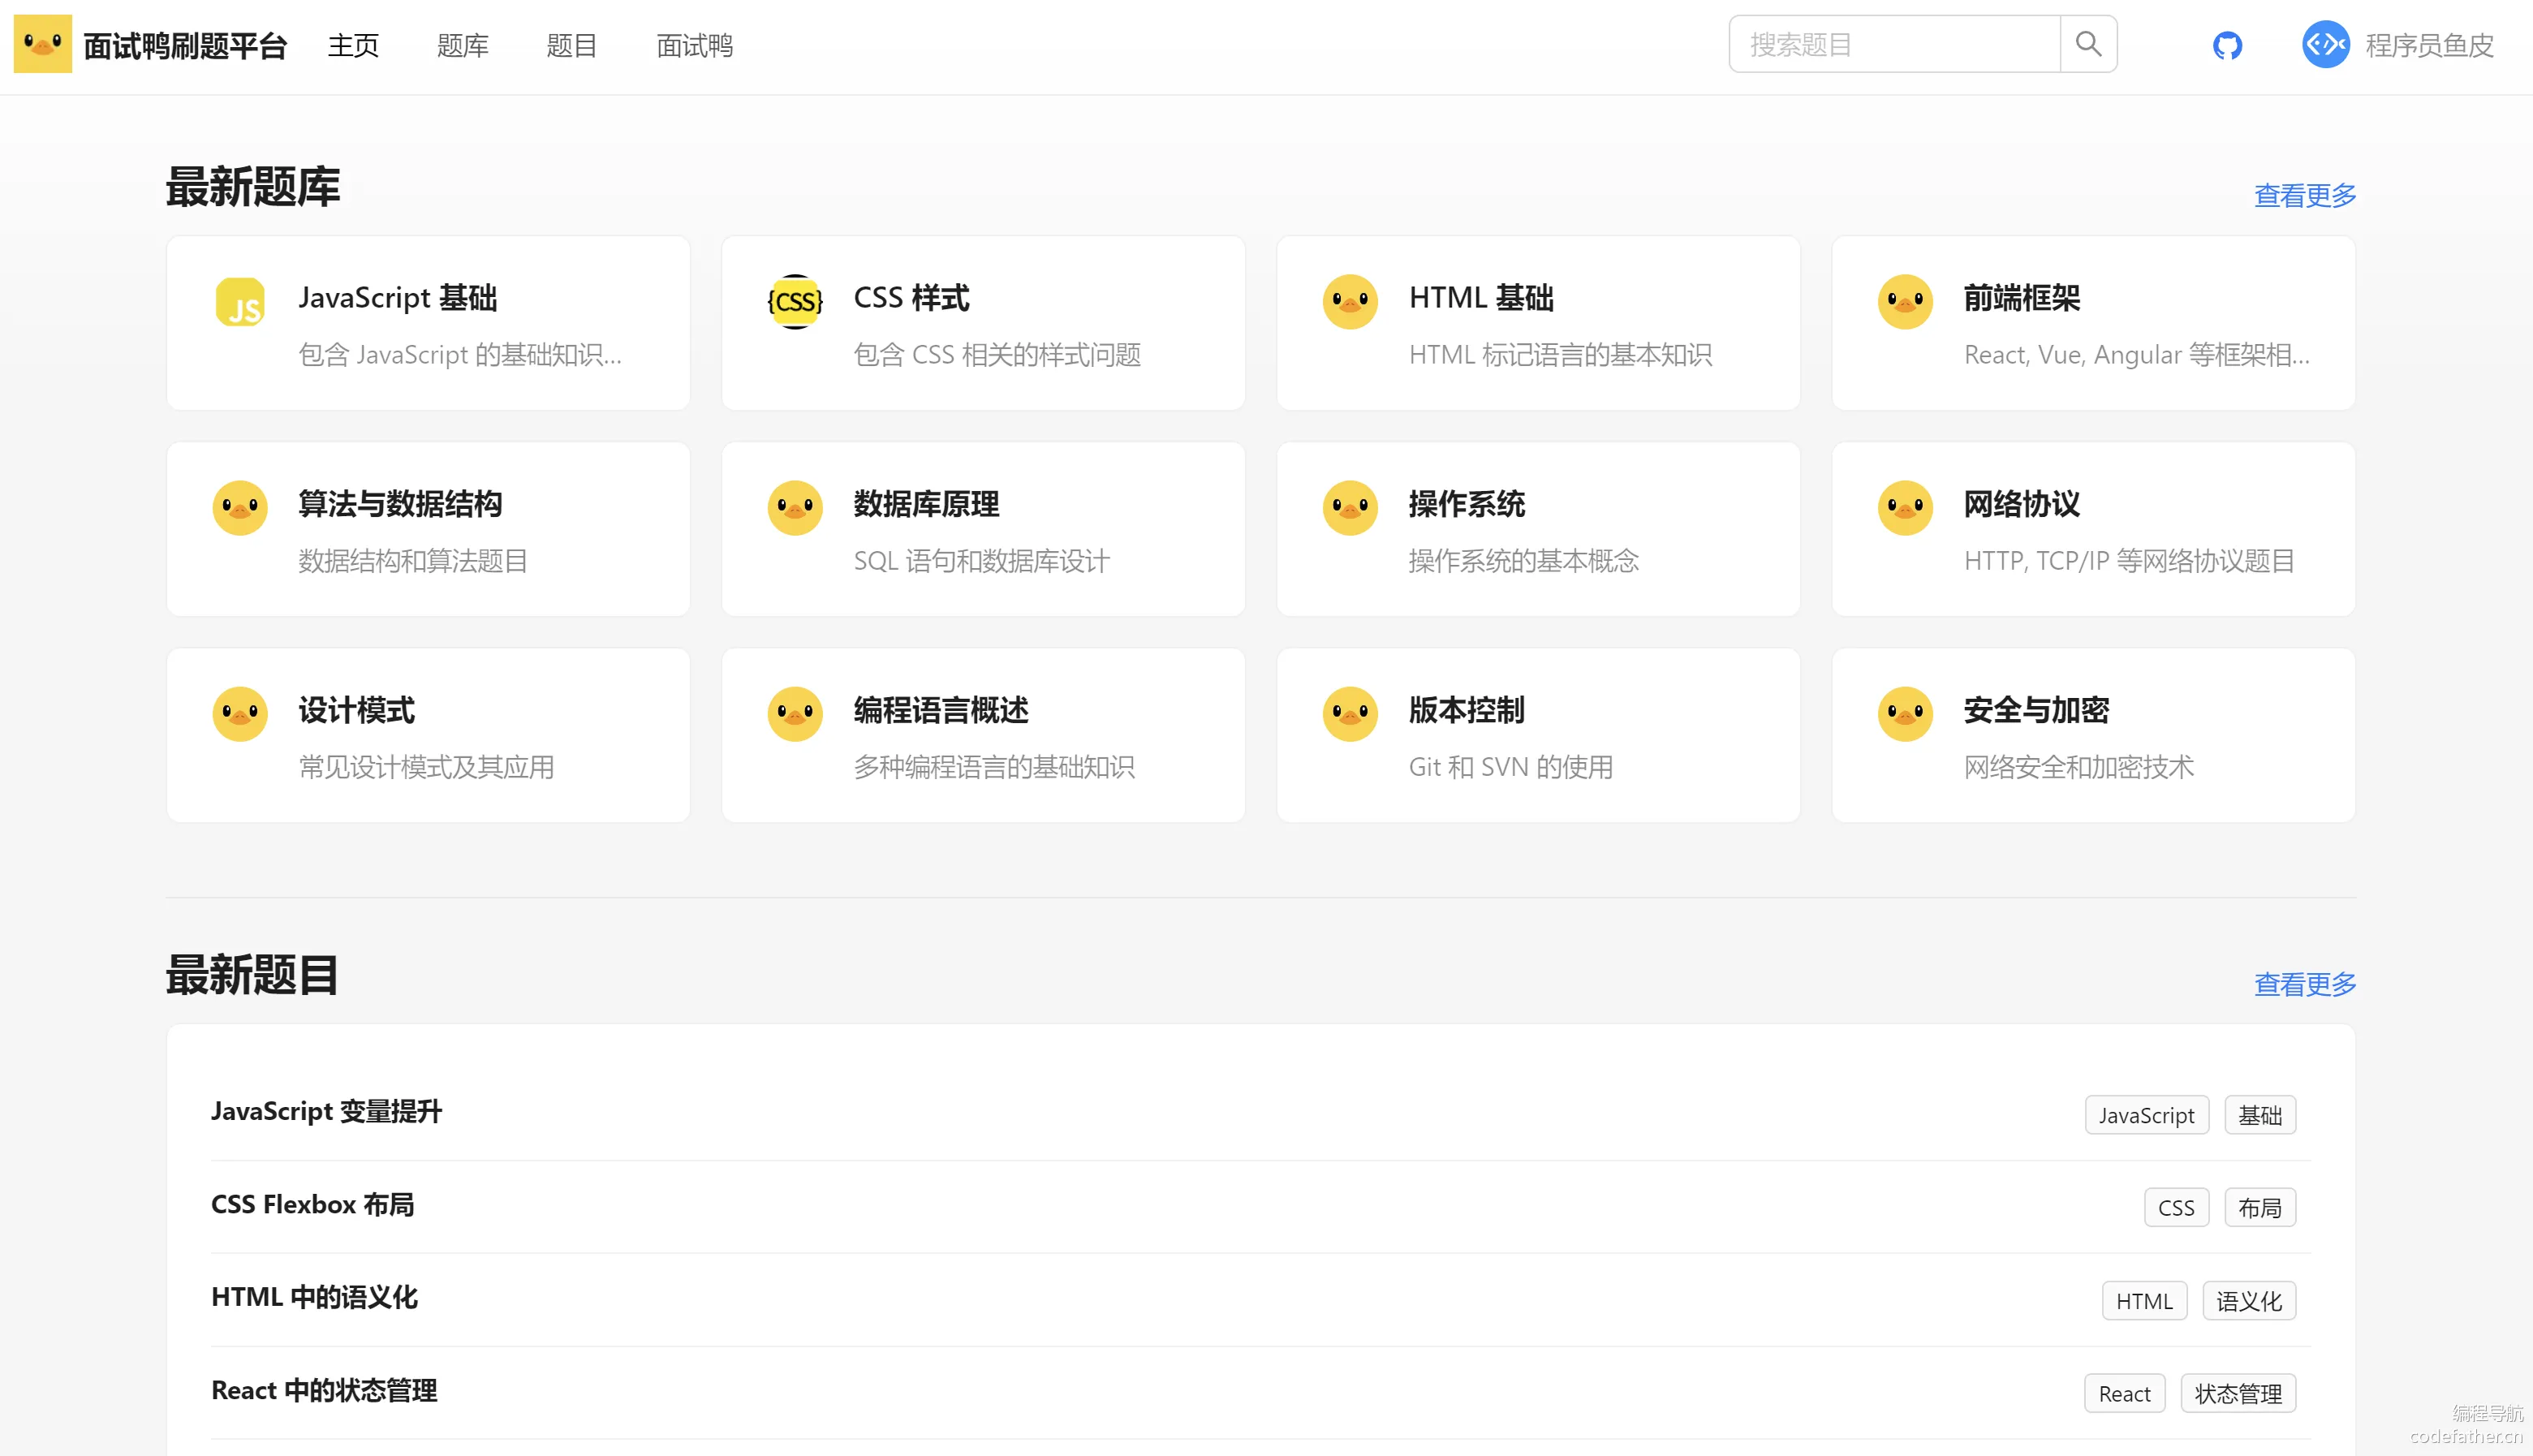 面试鸭刷题平台 主页 题库 题目 面试鸭 搜索题目 程序员鱼皮
最新题库 查看更多
JS JavaScript 基础
包含 JavaScript 的基础知识...
{CSS} CSS 样式
包含 CSS 相关的样式问题
HTML 基础
HTML 标记语言的基本知识
前端框架
React, Vue, Angular 等框架相...
算法与数据结构
数据结构和算法题目
数据库原理
SQL 语句和数据库设计
操作系统
操作系统的基本概念
网络协议
HTTP, TCP/IP 等网络协议题目
设计模式
常见设计模式及其应用
编程语言概述
多种编程语言的基础知识
版本控制
Git 和 SVN 的使用
安全与加密
网络安全和加密技术
最新题目 查看更多
JavaScript 变量提升 JavaScript 基础
CSS Flexbox 布局 CSS 布局
HTML 中的语义化 HTML 语义化
React 中的状态管理 React 状态管理
编程导航
codefather.cn